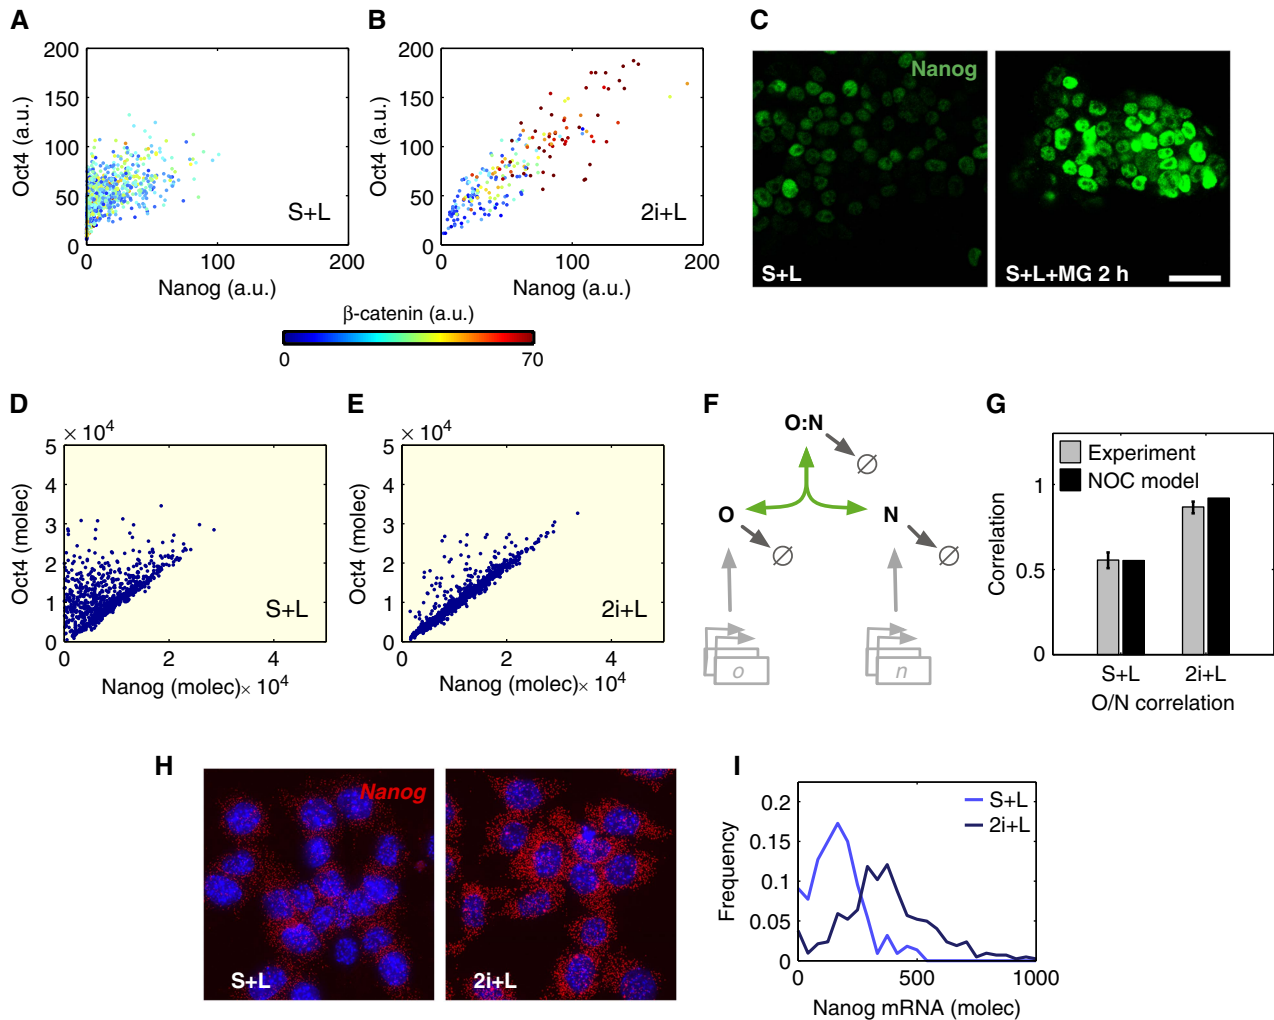 A
200
150
100
50
0
Oct4 (a.u.)
S+L
0
100
200
Nanog (a.u.)
B
200
150
100
50
0
Oct4 (a.u.)
2i+L
0
100
200
Nanog (a.u.)
β-catenin (a.u.)
0
70
C
Nanog
S+L
S+L+MG 2 h
D
× 10⁴
5
4
3
2
1
0
Oct4 (molec)
S+L
0
2
4
Nanog (molec)× 10⁴
E
× 10⁴
5
4
3
2
1
0
Oct4 (molec)
2i+L
0
2
4
Nanog (molec)× 10⁴
F
O:N
∅
O
N
∅
∅
o
n
G
Experiment
NOC model
1
0.5
0
Correlation
S+L
2i+L
O/N correlation
H
Nanog
S+L
2i+L
I
0.2
0.15
0.1
0.05
0
Frequency
S+L
2i+L
0
500
1000
Nanog mRNA (molec)